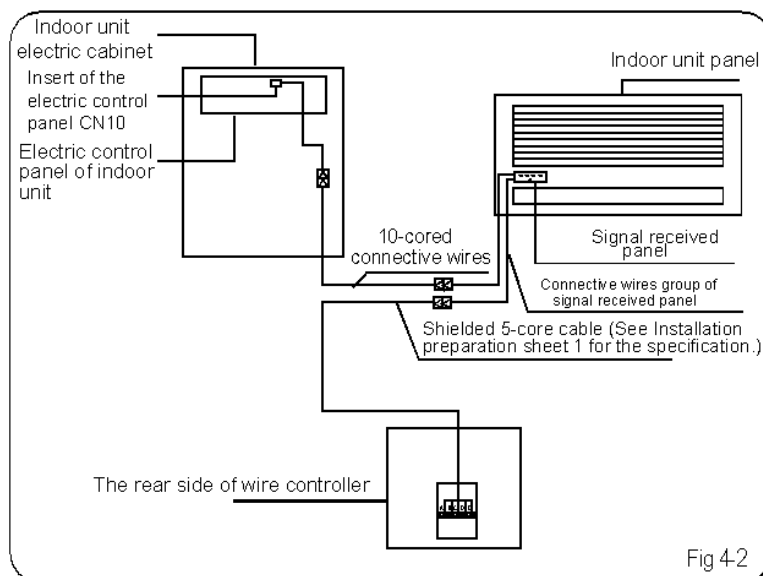 Indoor unit
electric cabinet
Insert of the
electric control
panel CN10
Electric control
panel of indoor
unit
Indoor unit panel
10-cored
connective wires
Signal received
panel
Connective wires group of
signal received panel
Shielded 5-core cable (See Installation
preparation sheet 1 for the specification.)
The rear side of wire controller
Fig 4-2